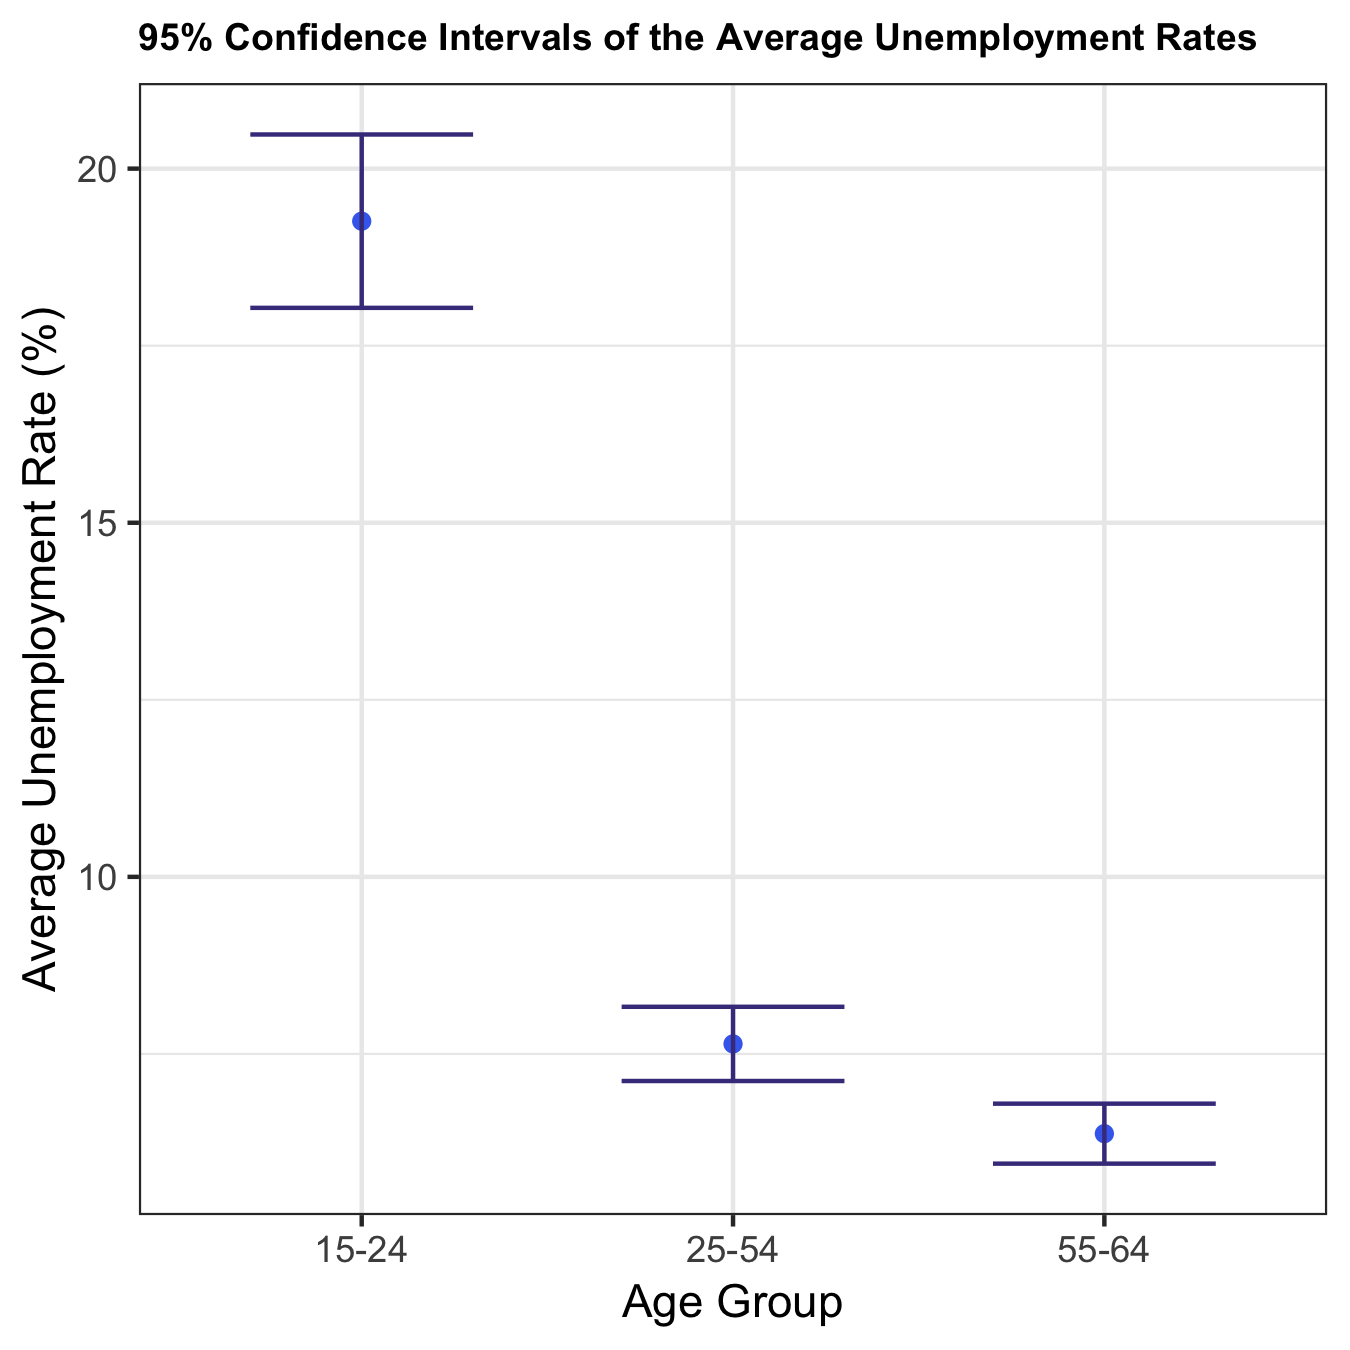 95% Confidence Intervals of the Average Unemployment Rates
Average Unemployment Rate (%)
20
15
10
15-24
25-54
55-64
Age Group